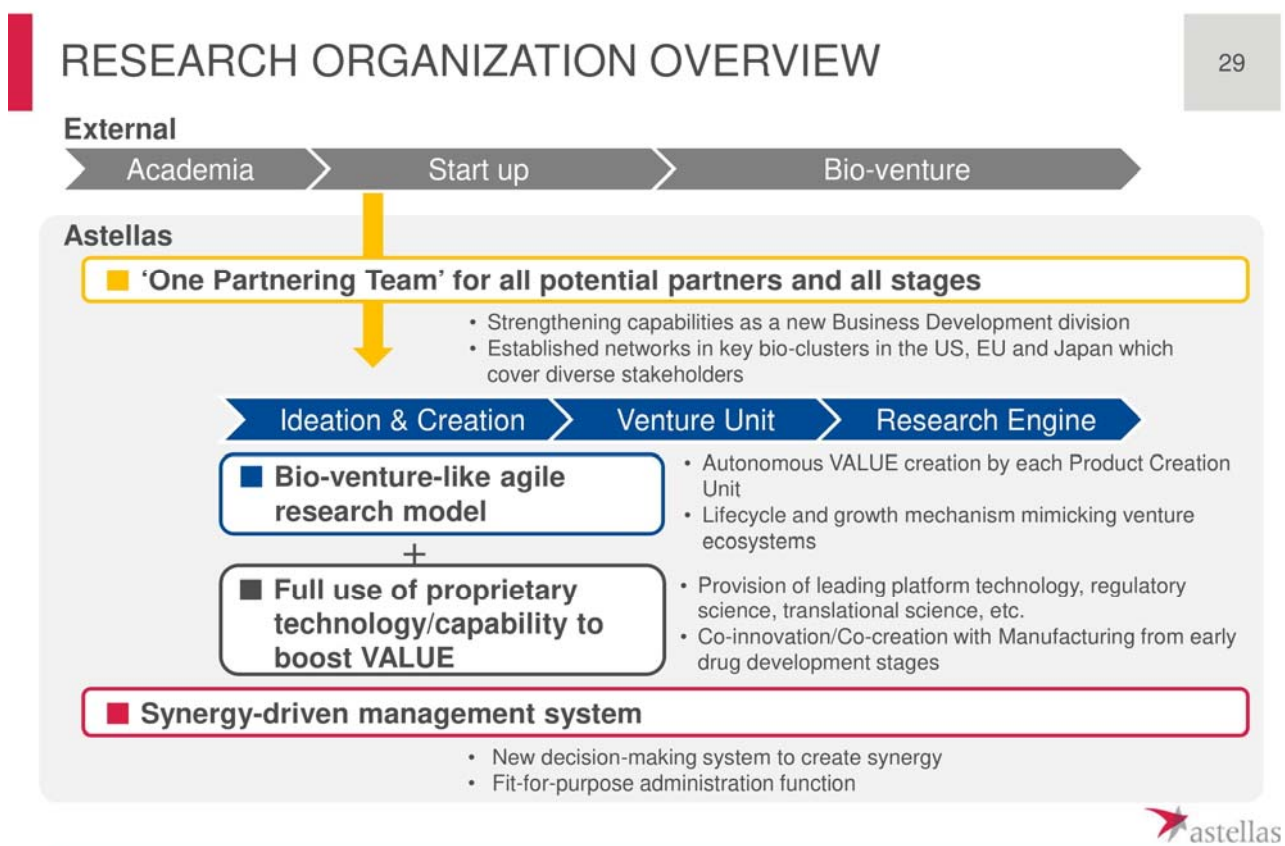 RESEARCH ORGANIZATION OVERVIEW
29
External
Academia
Start up
Bio-venture
Astellas
■ ‘One Partnering Team’ for all potential partners and all stages
• Strengthening capabilities as a new Business Development division
• Established networks in key bio-clusters in the US, EU and Japan which
cover diverse stakeholders
Ideation & Creation
Venture Unit
Research Engine
■ Bio-venture-like agile
research model
• Autonomous VALUE creation by each Product Creation
Unit
• Lifecycle and growth mechanism mimicking venture
ecosystems
+
■ Full use of proprietary
technology/capability to
boost VALUE
• Provision of leading platform technology, regulatory
science, translational science, etc.
• Co-innovation/Co-creation with Manufacturing from early
drug development stages
■ Synergy-driven management system
• New decision-making system to create synergy
• Fit-for-purpose administration function
astellas